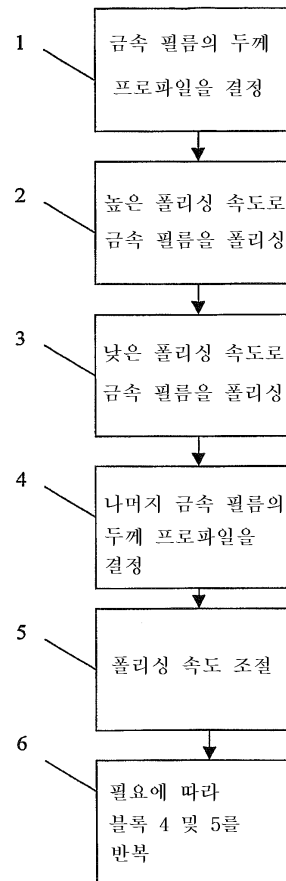 1
금속 필름의 두께
프로파일을 결정
2
높은 폴리싱 속도로
금속 필름을 폴리싱
3
낮은 폴리싱 속도로
금속 필름을 폴리싱
4
나머지 금속 필름의
두께 프로파일을
결정
5
폴리싱 속도 조절
6
필요에 따라
블록 4 및 5를
반복